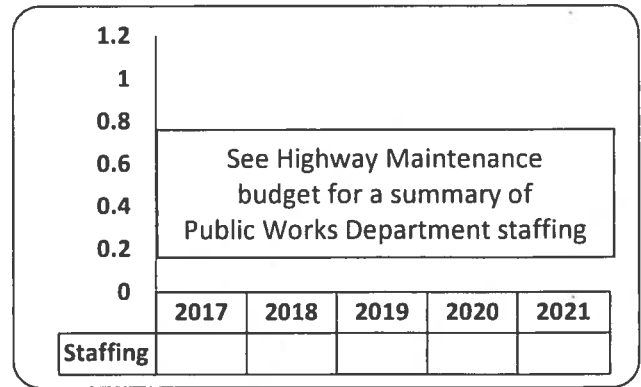 1.2
1
0.8
0.6
0.4
0.2
0
See Highway Maintenance
budget for a summary of
Public Works Department staffing
2017 2018 2019 2020 2021
Staffing